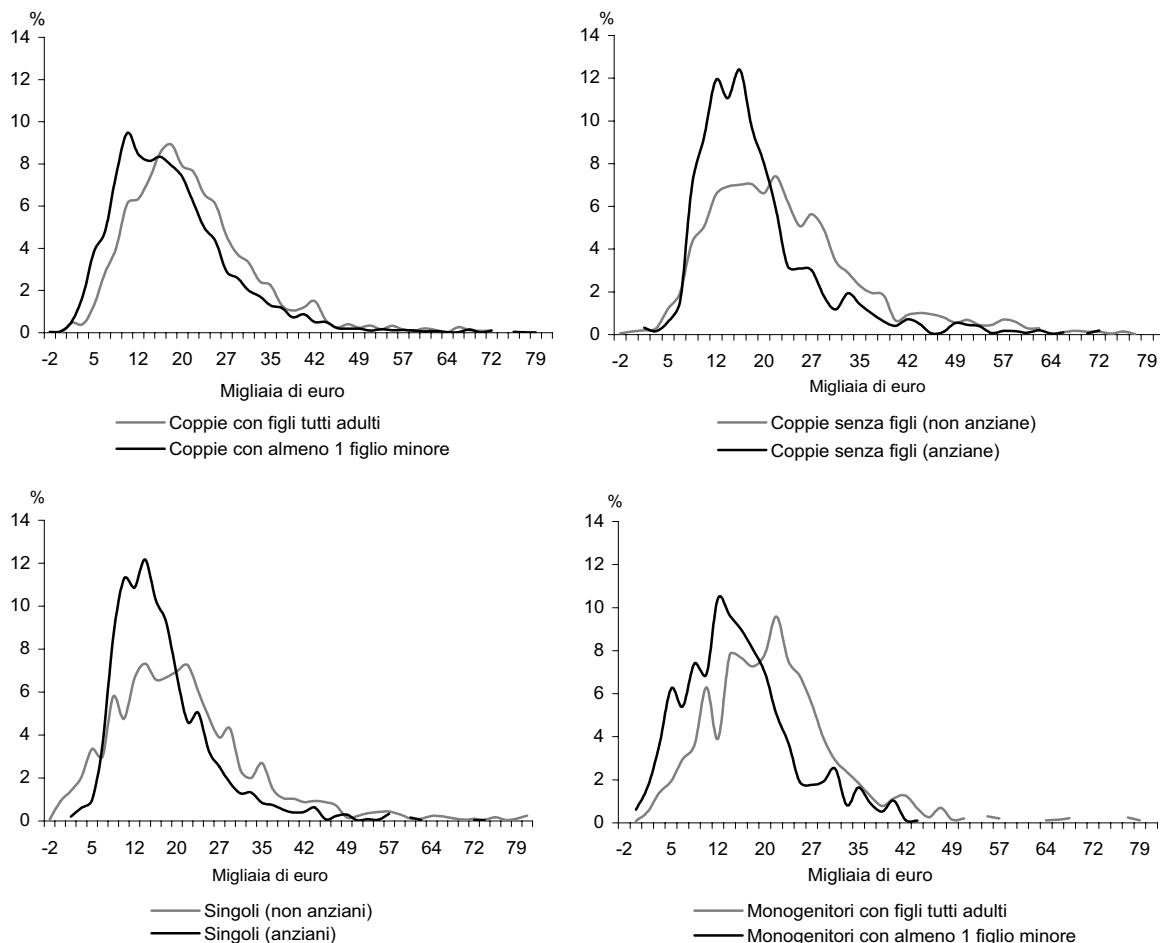 %
14
12
10
8
6
4
2
0
-2 5 12 20 27 35 42 49 57 64 72 79
Migliaia di euro
Coppie con figli tutti adulti
Coppie con almeno 1 figlio minore
%
14
12
10
8
6
4
2
0
-2 5 12 20 27 35 42 49 57 64 72 79
Migliaia di euro
Coppie senza figli (non anziane)
Coppie senza figli (anziane)
%
14
12
10
8
6
4
2
0
-2 5 12 20 27 35 42 49 57 64 72 79
Migliaia di euro
Singoli (non anziani)
Singoli (anziani)
%
14
12
10
8
6
4
2
0
-2 5 12 20 27 35 42 49 57 64 72 79
Migliaia di euro
Monogenitori con figli tutti adulti
Monogenitori con almeno 1 figlio minore